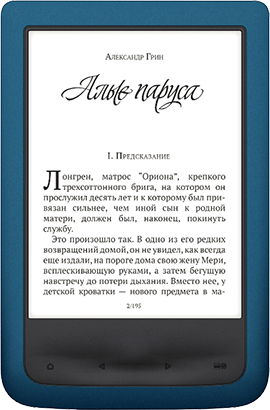 Александр Грин
Алые паруса
1. Предсказание
Лонгрен, матрос "Ориона", крепкого
трехсоттонного брига, на котором он
прослужил десять лет и к которому был при-
вязан сильнее, чем иной сын к родной
матери, должен был, наконец, покинуть
службу.
Это произошло так. В одно из его редких
возвращений домой, он не увидел, как всегда
еще издали, на пороге дома свою жену Мери,
всплескивающую руками, а затем бегущую
навстречу до потери дыхания. Вместо нее, у
детской кроватки — нового предмета в ма-
2/195